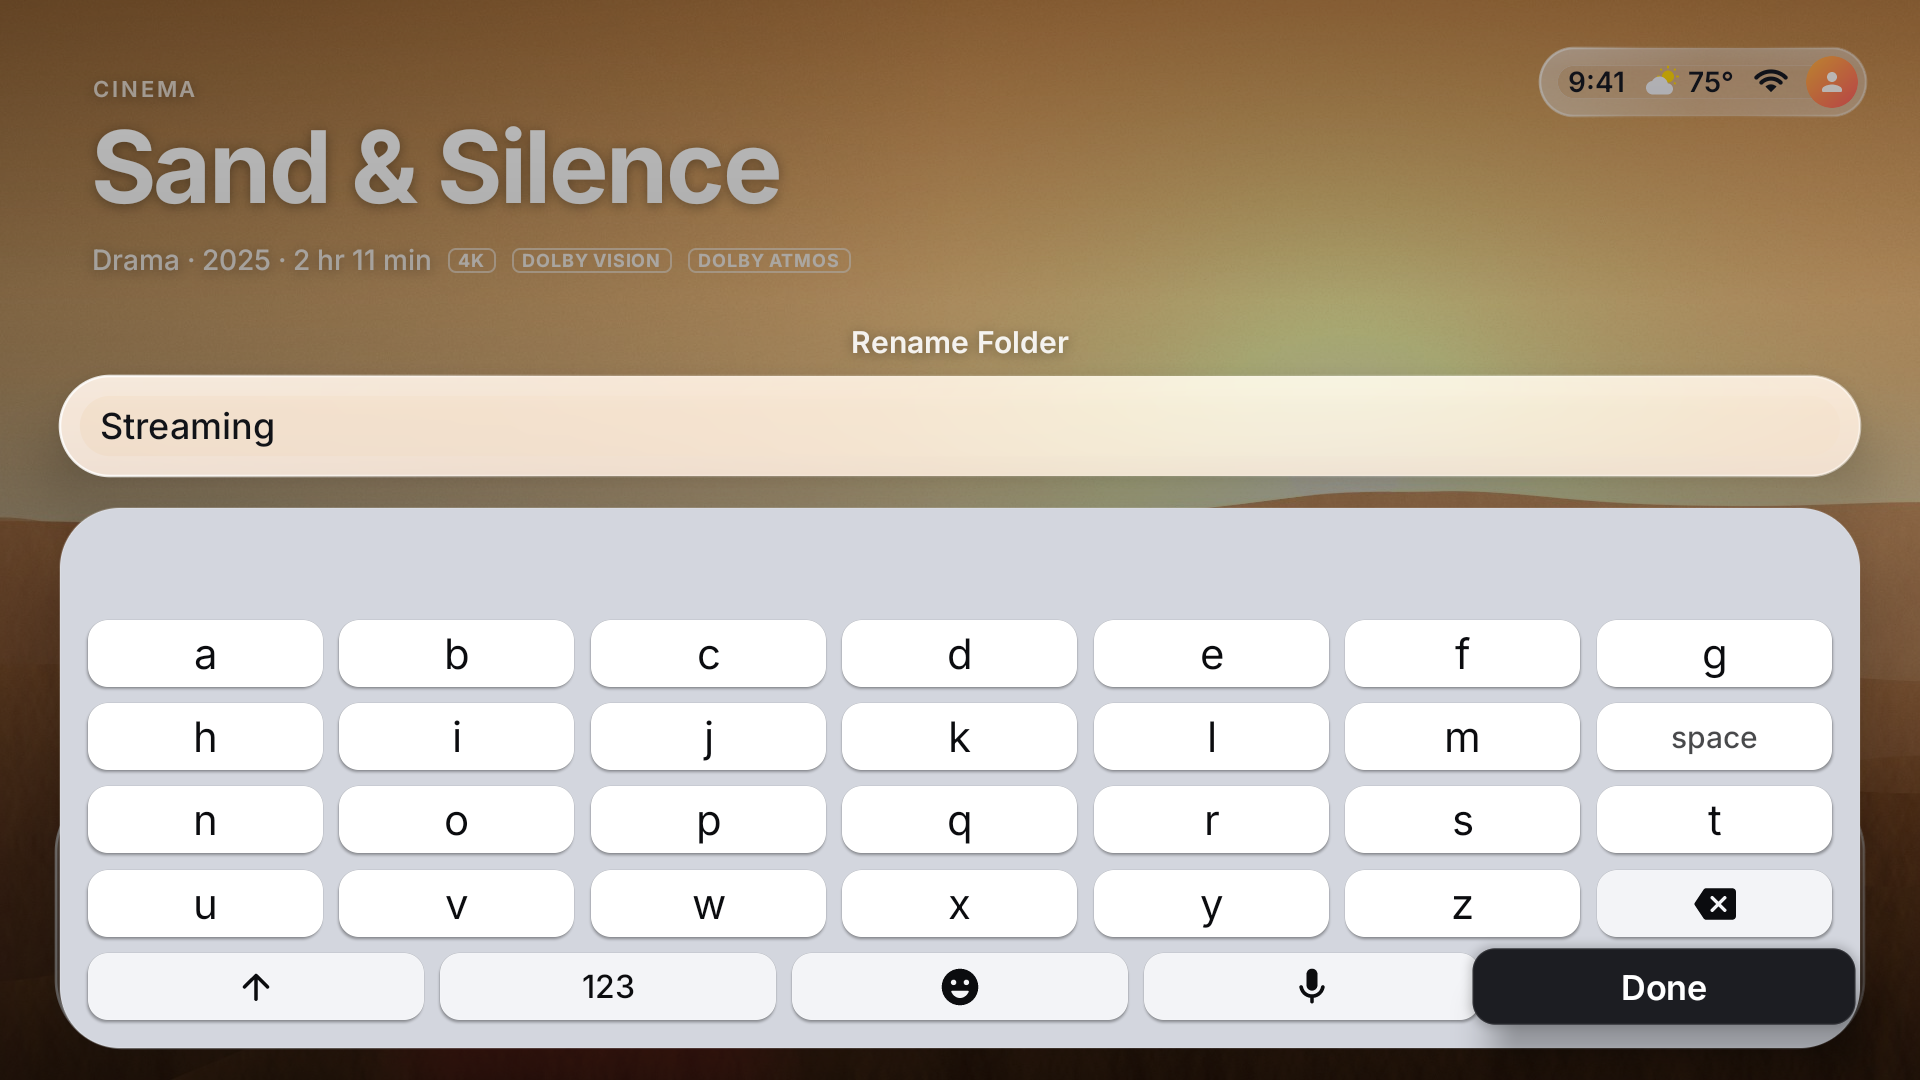 CINEMA
9:41 75°
Sand & Silence
Drama · 2025 · 2 hr 11 min 4K DOLBY VISION DOLBY ATMOS
Rename Folder
Streaming
a b c d e f g
h i j k l m space
n o p q r s t
u v w x y z
123 Done